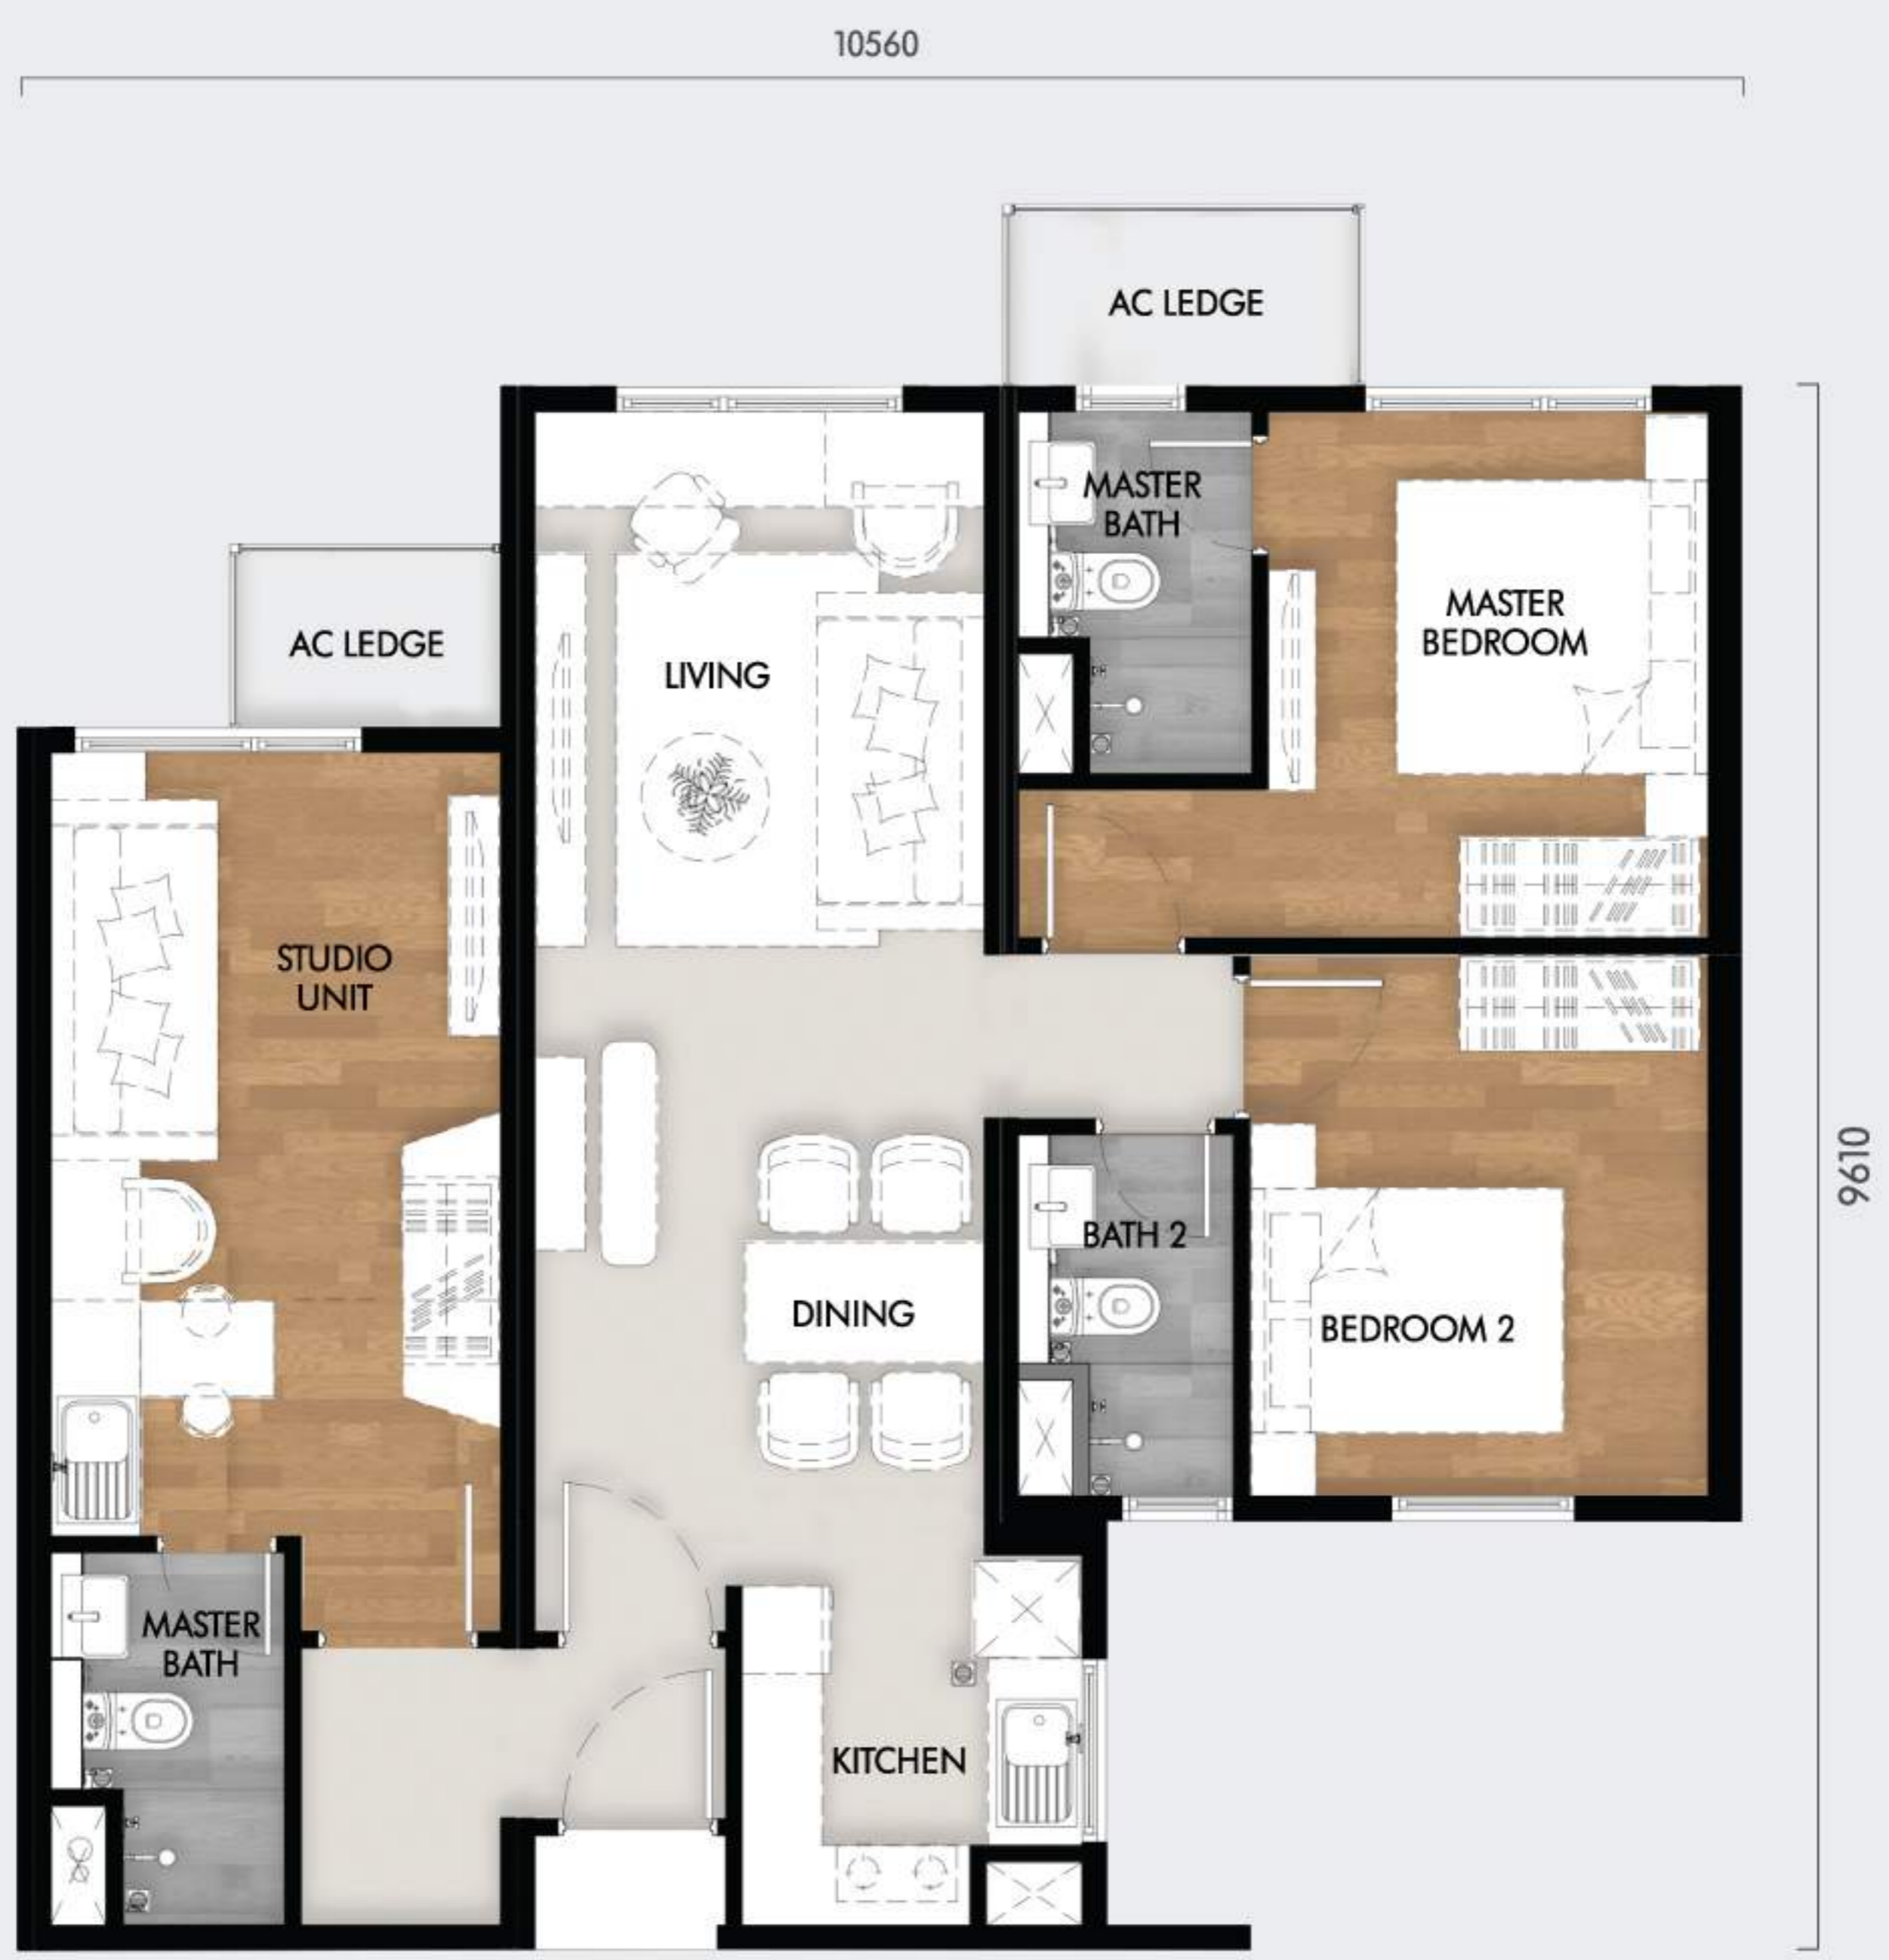 10560
AC LEDGE
MASTER
BATH
MASTER
BEDROOM
AC LEDGE
LIVING
STUDIO
UNIT
9610
BATH 2
DINING
BEDROOM 2
MASTER
BATH
KITCHEN